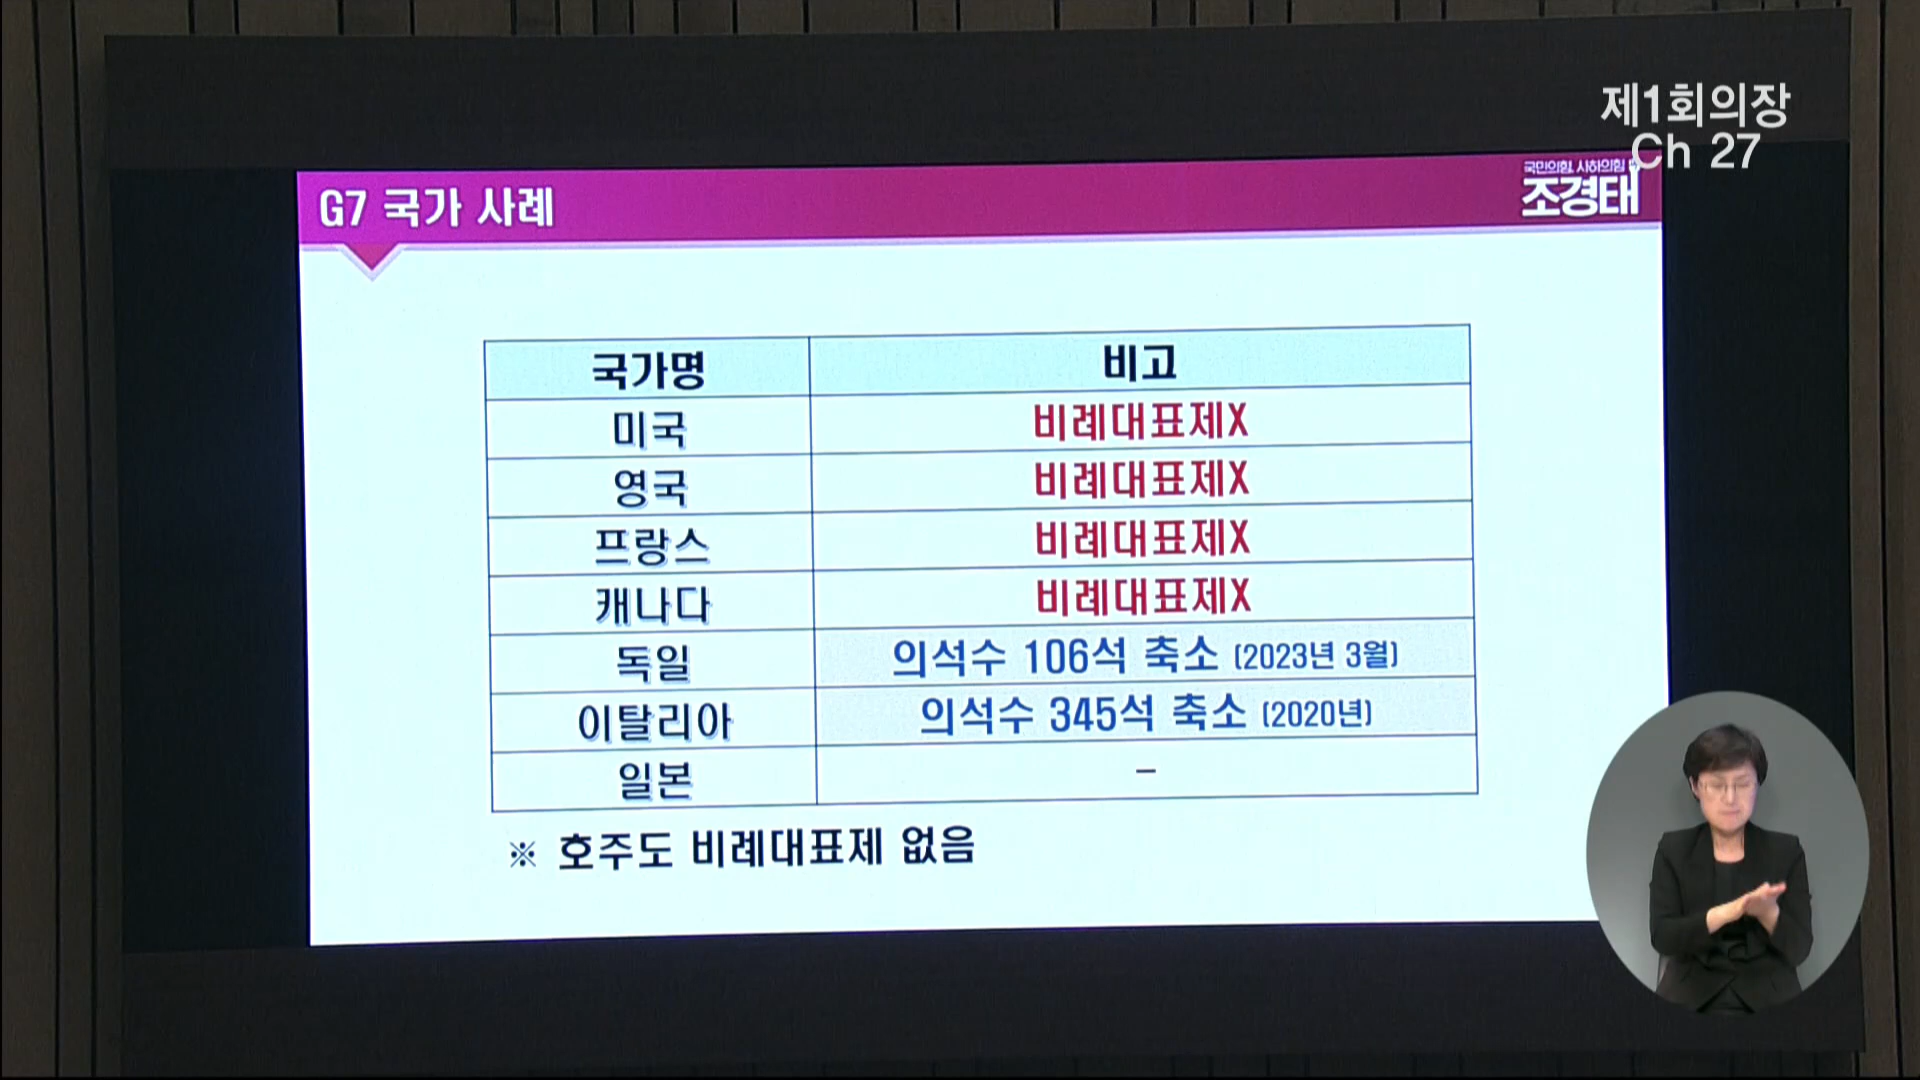 제1회의장
Ch 27
국민의힘, 사하의힘
조경태
G7 국가 사례
국가명 비고
미국 비례대표제X
영국 비례대표제X
프랑스 비례대표제X
캐나다 비례대표제X
독일 의석수 106석 축소 (2023년 3월)
이탈리아 의석수 345석 축소 (2020년)
일본 -
※ 호주도 비례대표제 없음